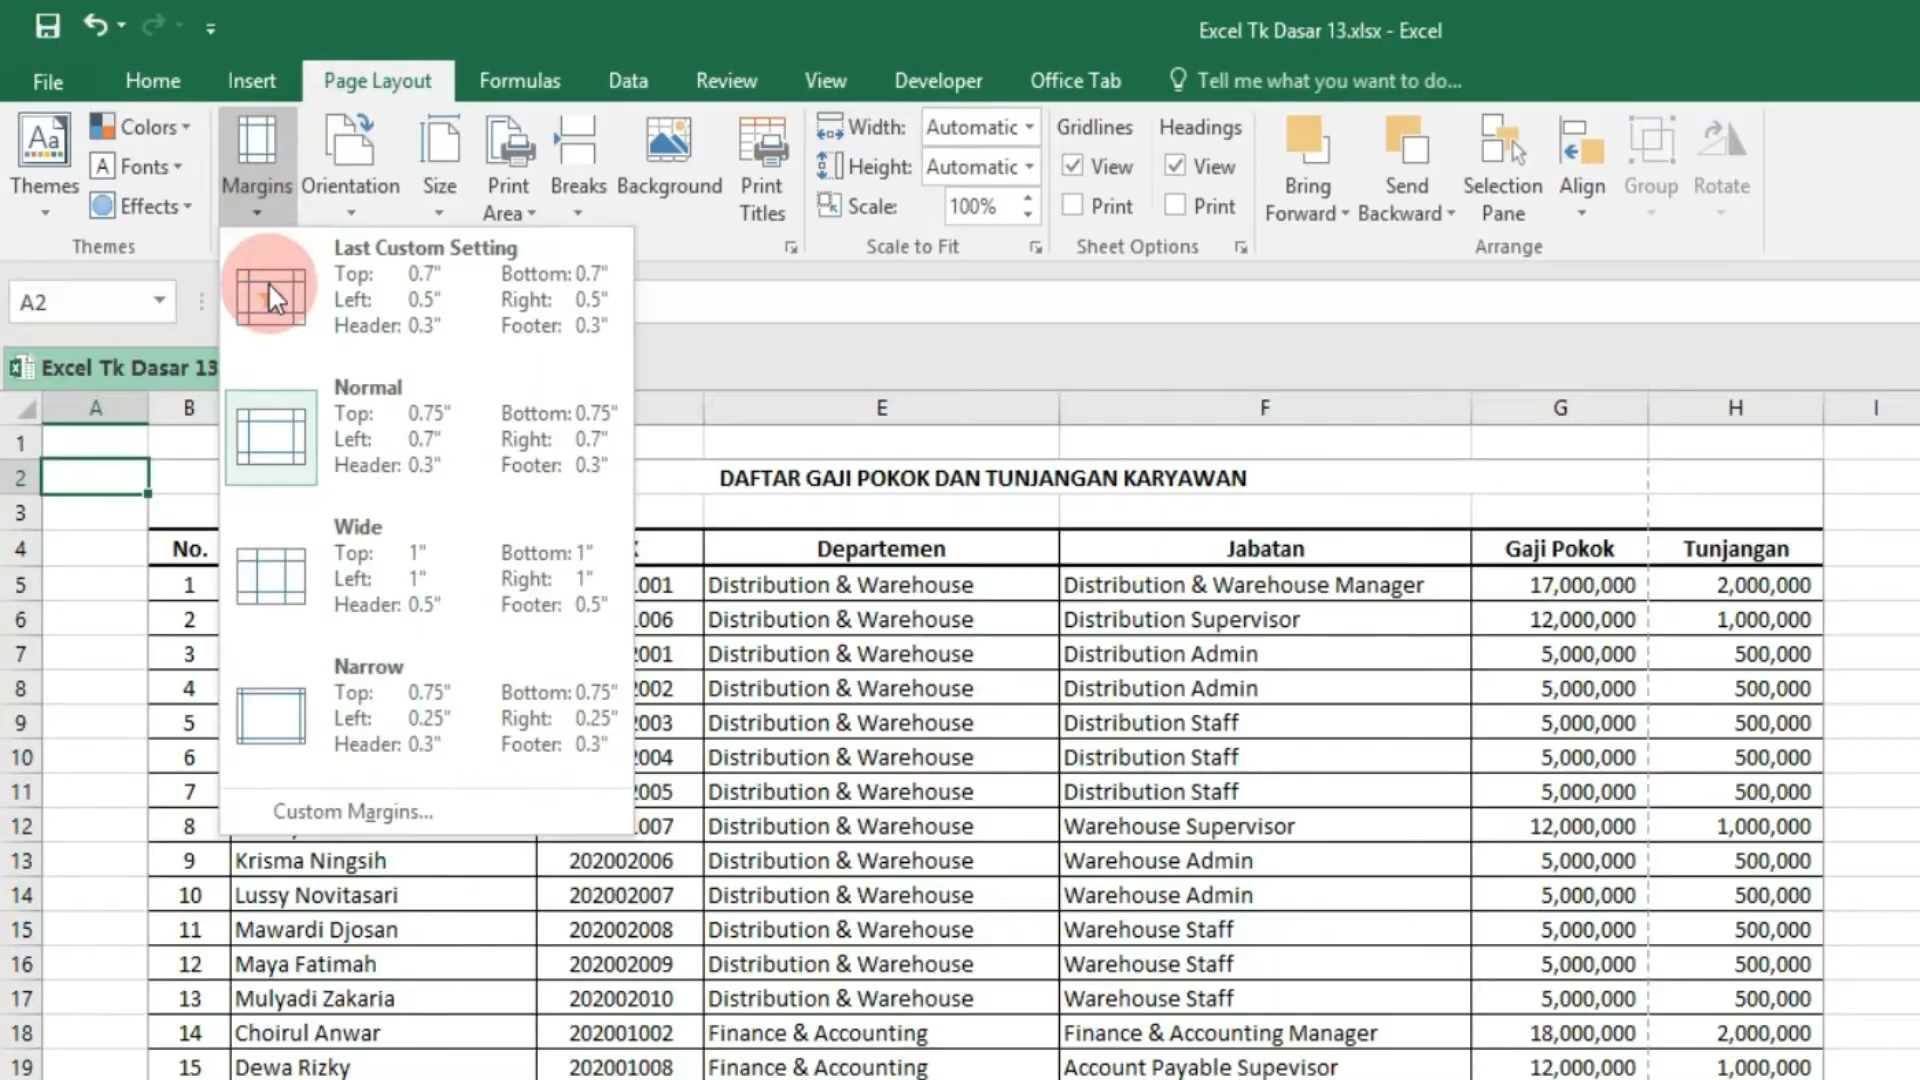 Excel Tk Dasar 13.xlsx - Excel
File Home Insert Page Layout Formulas Data Review View Developer Office Tab Tell me what you want to do...
Aa Themes
A
Colors
Fonts
Effects
Themes
Margins Orientation Size Print Area Breaks Background Print Titles
Width: Automatic
Height: Automatic
Scale: 100%
Scale to Fit
Gridlines Headings
View View
Print Print
Sheet Options
Bring Forward Send Backward Selection Pane Align Group Rotate
Arrange
Last Custom Setting
Top: 0.7" Bottom: 0.7"
Left: 0.5" Right: 0.5"
Header: 0.3" Footer: 0.3"
Normal
Top: 0.75" Bottom: 0.75"
Left: 0.7" Right: 0.7"
Header: 0.3" Footer: 0.3"
Wide
Top: 1" Bottom: 1"
Left: 1" Right: 1"
Header: 0.5" Footer: 0.5"
Narrow
Top: 0.75" Bottom: 0.75"
Left: 0.25" Right: 0.25"
Header: 0.3" Footer: 0.3"
Custom Margins...
A2
Excel Tk Dasar 13
A B E F G H I
1
2 DAFTAR GAJI POKOK DAN TUNJANGAN KARYAWAN
3
4 No. Departemen Jabatan Gaji Pokok Tunjangan
5 1 001 Distribution & Warehouse Distribution & Warehouse Manager 17,000,000 2,000,000
6 2 006 Distribution & Warehouse Distribution Supervisor 12,000,000 1,000,000
7 3 001 Distribution & Warehouse Distribution Admin 5,000,000 500,000
8 4 002 Distribution & Warehouse Distribution Admin 5,000,000 500,000
9 5 003 Distribution & Warehouse Distribution Staff 5,000,000 500,000
10 6 004 Distribution & Warehouse Distribution Staff 5,000,000 500,000
11 7 005 Distribution & Warehouse Distribution Staff 5,000,000 500,000
12 8 007 Distribution & Warehouse Warehouse Supervisor 12,000,000 1,000,000
13 9 Krisma Ningsih 202002006 Distribution & Warehouse Warehouse Admin 5,000,000 500,000
14 10 Lussy Novitasari 202002007 Distribution & Warehouse Warehouse Admin 5,000,000 500,000
15 11 Mawardi Djosan 202002008 Distribution & Warehouse Warehouse Staff 5,000,000 500,000
16 12 Maya Fatimah 202002009 Distribution & Warehouse Warehouse Staff 5,000,000 500,000
17 13 Mulyadi Zakaria 202002010 Distribution & Warehouse Warehouse Staff 5,000,000 500,000
18 14 Choirul Anwar 202001002 Finance & Accounting Finance & Accounting Manager 18,000,000 2,000,000
19 15 Dewa Rizky 202001008 Finance & Accounting Account Payable Supevisor 12,000,000 1,000,000